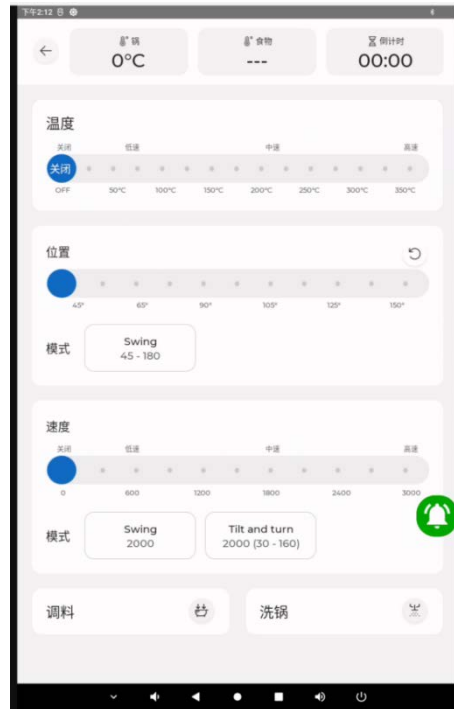 下午2:12
锅
0°C
食物
---
倒计时
00:00
温度
关闭 低速 中速 高速
关闭
OFF 50°C 100°C 150°C 200°C 250°C 300°C 350°C
位置
45° 65° 90° 105° 125° 150°
模式
Swing
45 - 180
速度
关闭 低速 中速 高速
0 600 1200 1800 2400 3000
模式
Swing
2000
Tilt and turn
2000 (30 - 160)
调料
洗锅